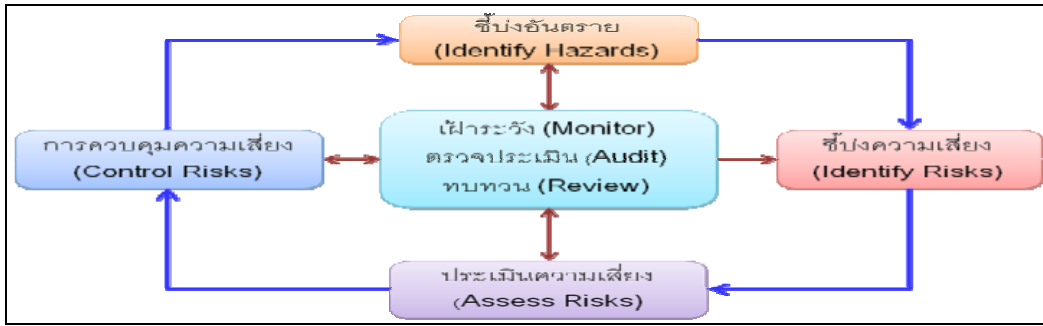 ชี้บ่งอันตราย
(Identify Hazards)
การควบคุมความเสี่ยง
(Control Risks)
เฝ้าระวัง (Monitor)
ตรวจประเมิน (Audit)
ทบทวน (Review)
ชี้บ่งความเสี่ยง
(Identify Risks)
ประเมินความเสี่ยง
(Assess Risks)